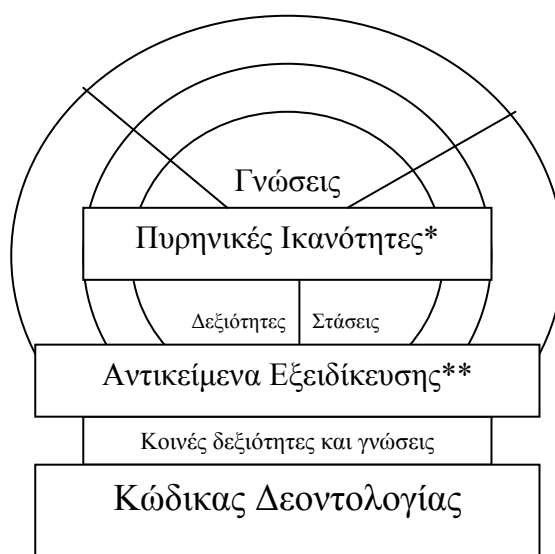 Γνώσεις
Πυρηνικές Ικανότητες*
Δεξιότητες Στάσεις
Αντικείμενα Εξειδίκευσης**
Κοινές δεξιότητες και γνώσεις
Κώδικας Δεοντολογίας